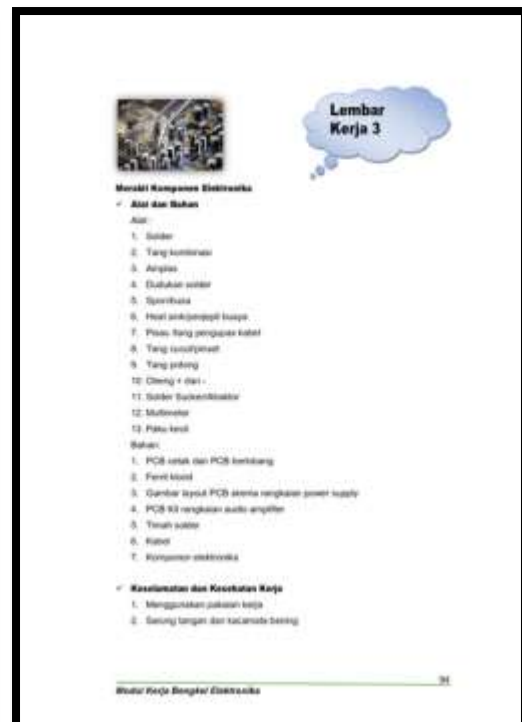 Lembar
Kerja 3
Merakit Komponen Elektronika
✓ Alat dan Bahan
Alat:
1. Solder
2. Tang kombinasi
3. Amplas
4. Dudukan solder
5. Spon/busa
6. Heat sink/penjepit buaya
7. Pisau /tang pengupas kabel
8. Tang cucut/pinset
9. Tang potong
10. Obeng + dan -
11. Solder Sucker/Atraktor
12. Multimeter
13. Paku kecil
Bahan:
1. PCB cetak dan PCB berlubang
2. Ferri klorid
3. Gambar layout PCB skema rangkaian power supply
4. PCB Kit rangkaian audio amplifier
5. Timah solder
6. Kabel
7. Komponen elektronika
✓ Keselamatan dan Kesehatan Kerja
1. Menggunakan pakaian kerja
2. Sarung tangan dan kacamata bening
Modul Kerja Bengkel Elektronika